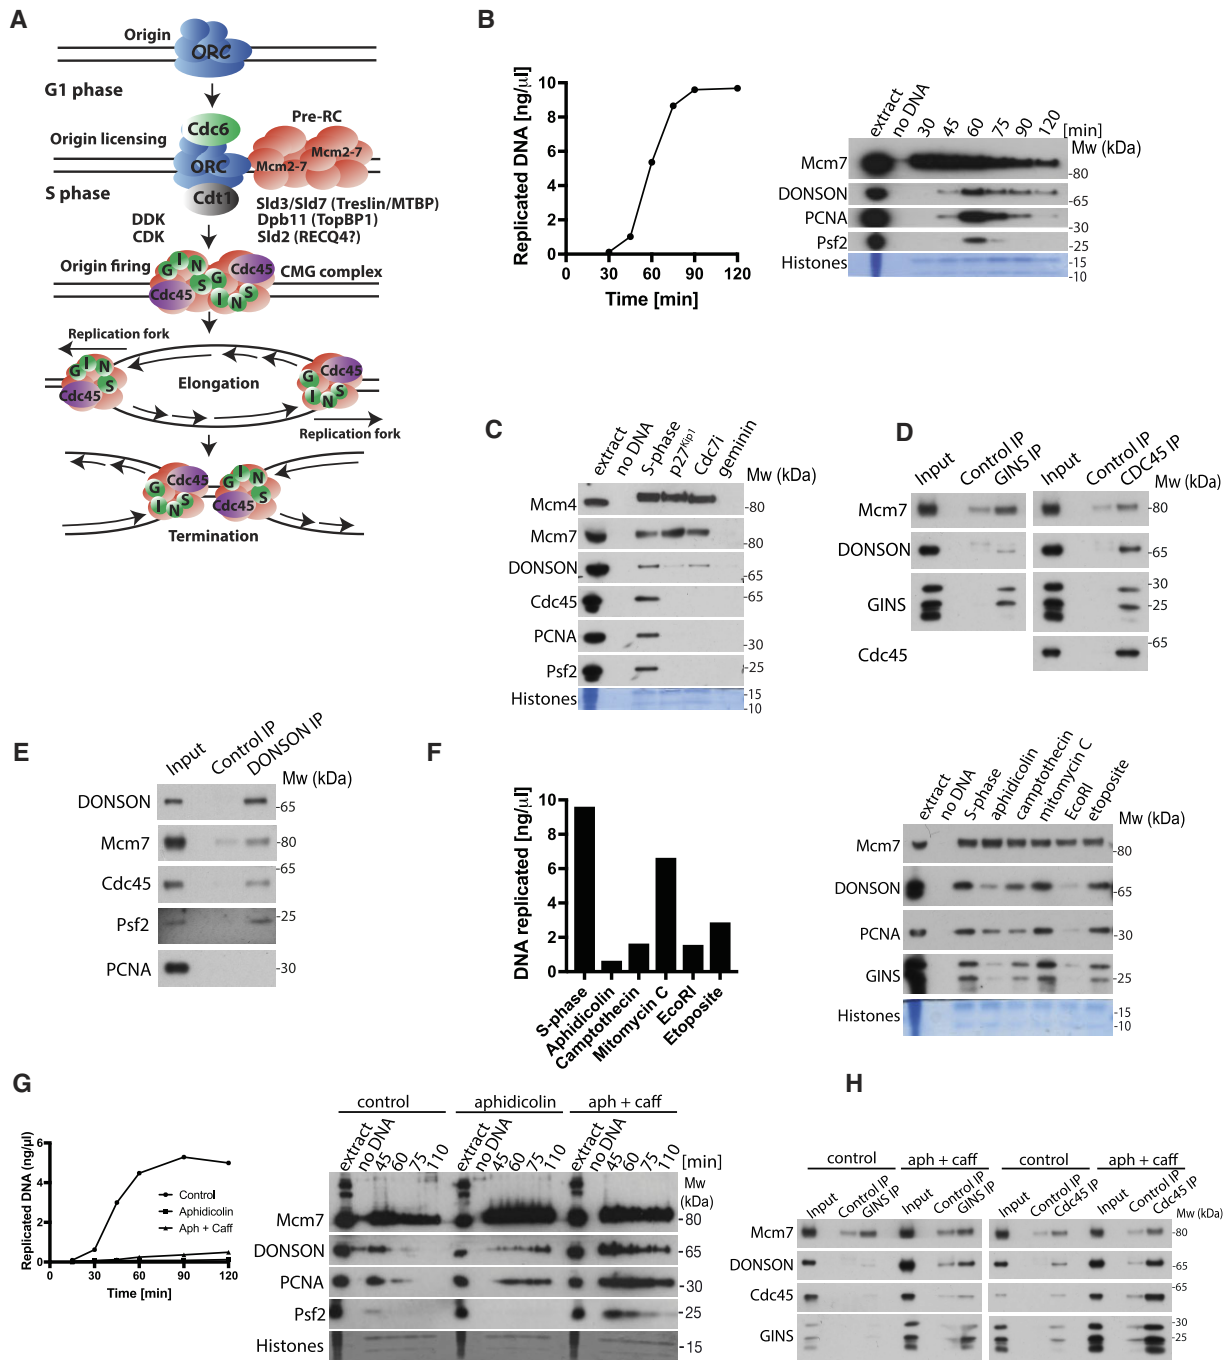 A
Origin
ORC
G1 phase
Cdc6
Pre-RC
Origin licensing
ORC
Mcm2-7
Mcm2-7
S phase
Cdt1
DDK
CDK
Sld3/Sld7 (Treslin/MTBP)
Dpb11 (TopBP1)
Sld2 (RECQ4?)
Origin firing
GINS
Cdc45
GINS
Cdc45
CMG complex
Replication fork
GINS
Cdc45
Elongation
Cdc45
GINS
Replication fork
Cdc45
GINS
GINS
Cdc45
Termination
B
Replicated DNA [ng/µl]
10
8
6
4
2
0
0 30 60 90 120
Time [min]
extract
no DNA
30
45
60
75
90
120
[min]
Mw (kDa)
Mcm7
-80
DONSON
-65
PCNA
-30
Psf2
-25
Histones
-15
-10
C
extract
no DNA
S-phase
p27Kip1
Cdc7i
geminin
Mw (kDa)
Mcm4
-80
Mcm7
-80
DONSON
-65
Cdc45
-65
PCNA
-30
Psf2
-25
Histones
-15
-10
D
Input
Control IP
GINS IP
Input
Control IP
CDC45 IP
Mw (kDa)
Mcm7
-80
DONSON
-65
GINS
-30
-25
Cdc45
-65
E
Input
Control IP
DONSON IP
Mw (kDa)
DONSON
-65
Mcm7
-80
Cdc45
-65
Psf2
-25
PCNA
-30
F
DNA replicated [ng/µl]
10
8
6
4
2
0
S-phase
Aphidicolin
Camptothecin
Mitomycin C
EcoRI
Etoposite
extract
no DNA
S-phase
aphidicolin
camptothecin
mitomycin C
EcoRI
etoposite
Mw (kDa)
Mcm7
-80
DONSON
-65
PCNA
-30
GINS
-25
Histones
-15
-10
G
Replicated DNA (ng/µl)
6
4
2
0
0 30 60 90 120
Time [min]
Control
Aphidicolin
Aph + Caff
control
aphidicolin
aph + caff
extract
no DNA
45
60
75
110
extract
no DNA
45
60
75
110
extract
no DNA
45
60
75
110
[min]
Mw
(kDa)
Mcm7
-80
DONSON
-65
PCNA
-30
Psf2
-25
Histones
-15
H
control
aph + caff
control
aph + caff
Input
Control IP
GINS IP
Input
Control IP
GINS IP
Input
Control IP
Cdc45 IP
Input
Control IP
Cdc45 IP
Mw (kDa)
Mcm7
-80
DONSON
-65
Cdc45
-65
GINS
-30
-25